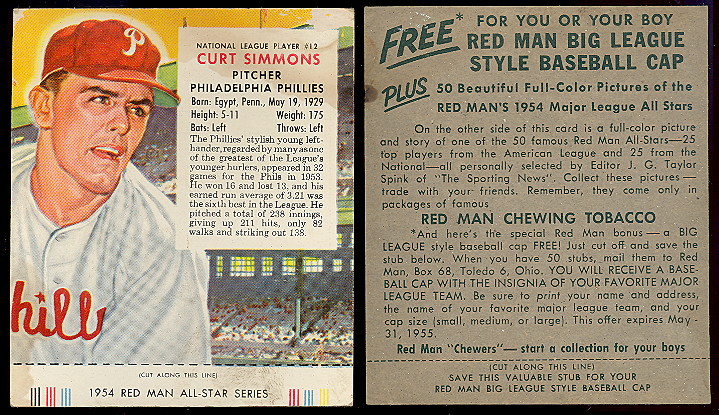 P
NATIONAL LEAGUE PLAYER #12
CURT SIMMONS
PITCHER
PHILADELPHIA PHILLIES
Born: Egypt, Penn., May 19, 1929
Height: 5-11 Weight: 175
Bats: Left Throws: Left
The Phillies' stylish young left-
hander, regarded by many as one
of the greatest of the League's
younger hurlers, appeared in 32
games for the Phils in 1953.
He won 16 and lost 13, and his
earned run average of 3.21 was
the sixth best in the League. He
pitched a total of 238 innings,
giving up 211 hits, only 82
walks and striking out 138.
hill
(CUT ALONG THIS LINE)
1954 RED MAN ALL-STAR SERIES
FREE* FOR YOU OR YOUR BOY
RED MAN BIG LEAGUE
STYLE BASEBALL CAP
PLUS 50 Beautiful Full-Color Pictures of the
RED MAN'S 1954 Major League All Stars
On the other side of this card is a full-color picture
and story of one of the 50 famous Red Man All-Stars—25
top players from the American League and 25 from the
National—all personally selected by Editor J. G. Taylor
Spink of "The Sporting News". Collect these pictures—
trade with your friends. Remember, they come only in
packages of famous
RED MAN CHEWING TOBACCO
*And here's the special Red Man bonus—a BIG
LEAGUE style baseball cap FREE! Just cut off and save the
stub below. When you have 50 stubs, mail them to Red
Man, Box 68, Toledo 6, Ohio. YOU WILL RECEIVE A BASE-
BALL CAP WITH THE INSIGNIA OF YOUR FAVORITE MAJOR
LEAGUE TEAM. Be sure to print your name and address,
the name of your favorite major league team, and your
cap size (small, medium, or large). This offer expires May
31, 1955.
Red Man "Chewers"—start a collection for your boys
(CUT ALONG THIS LINE)
SAVE THIS VALUABLE STUB FOR YOUR
RED MAN BIG LEAGUE STYLE BASEBALL CAP